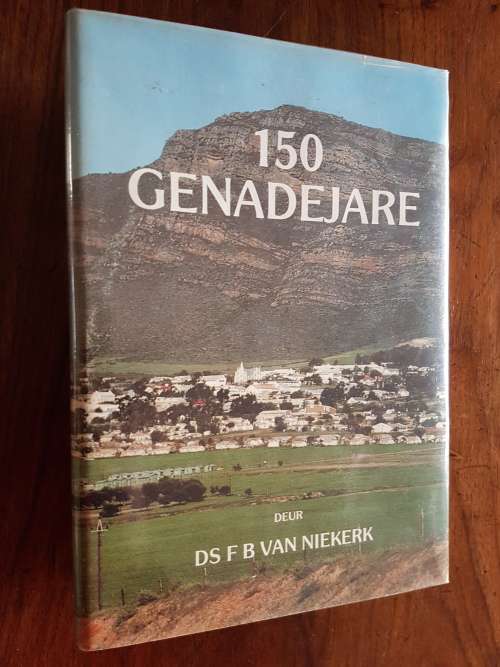 150
GENADEJARE
DEUR
DS F B VAN NIEKERK